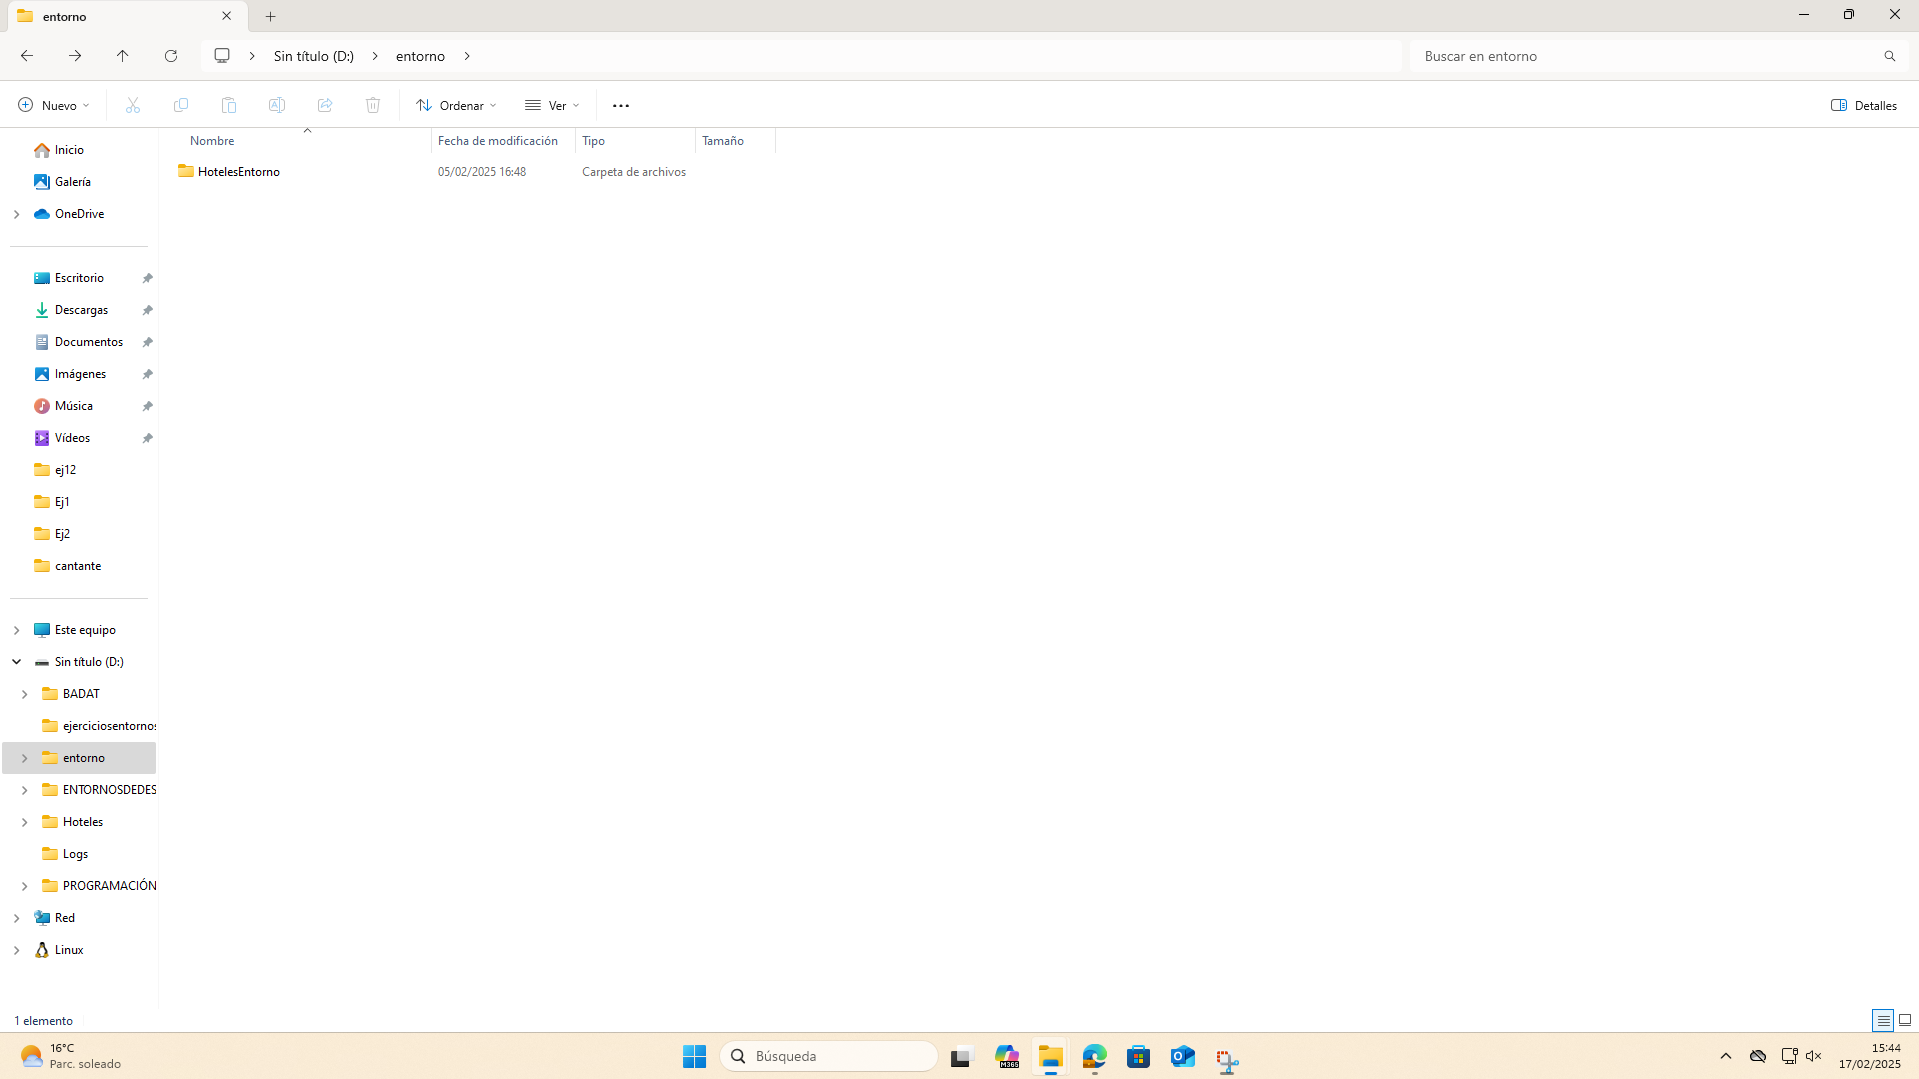 entorno
Sin título (D:) entorno
Buscar en entorno
Nuevo Ordenar Ver Detalles
Nombre Fecha de modificación Tipo Tamaño
HotelesEntorno 05/02/2025 16:48 Carpeta de archivos
Inicio
Galería
OneDrive
Escritorio
Descargas
Documentos
Imágenes
Música
Vídeos
ej12
Ej1
Ej2
cantante
Este equipo
Sin título (D:)
BADAT
ejerciciosentornos
entorno
ENTORNOSDEDES
Hoteles
Logs
PROGRAMACIÓN
Red
Linux
1 elemento
16°C
Parc. soleado
Búsqueda
M365
15:44
17/02/2025